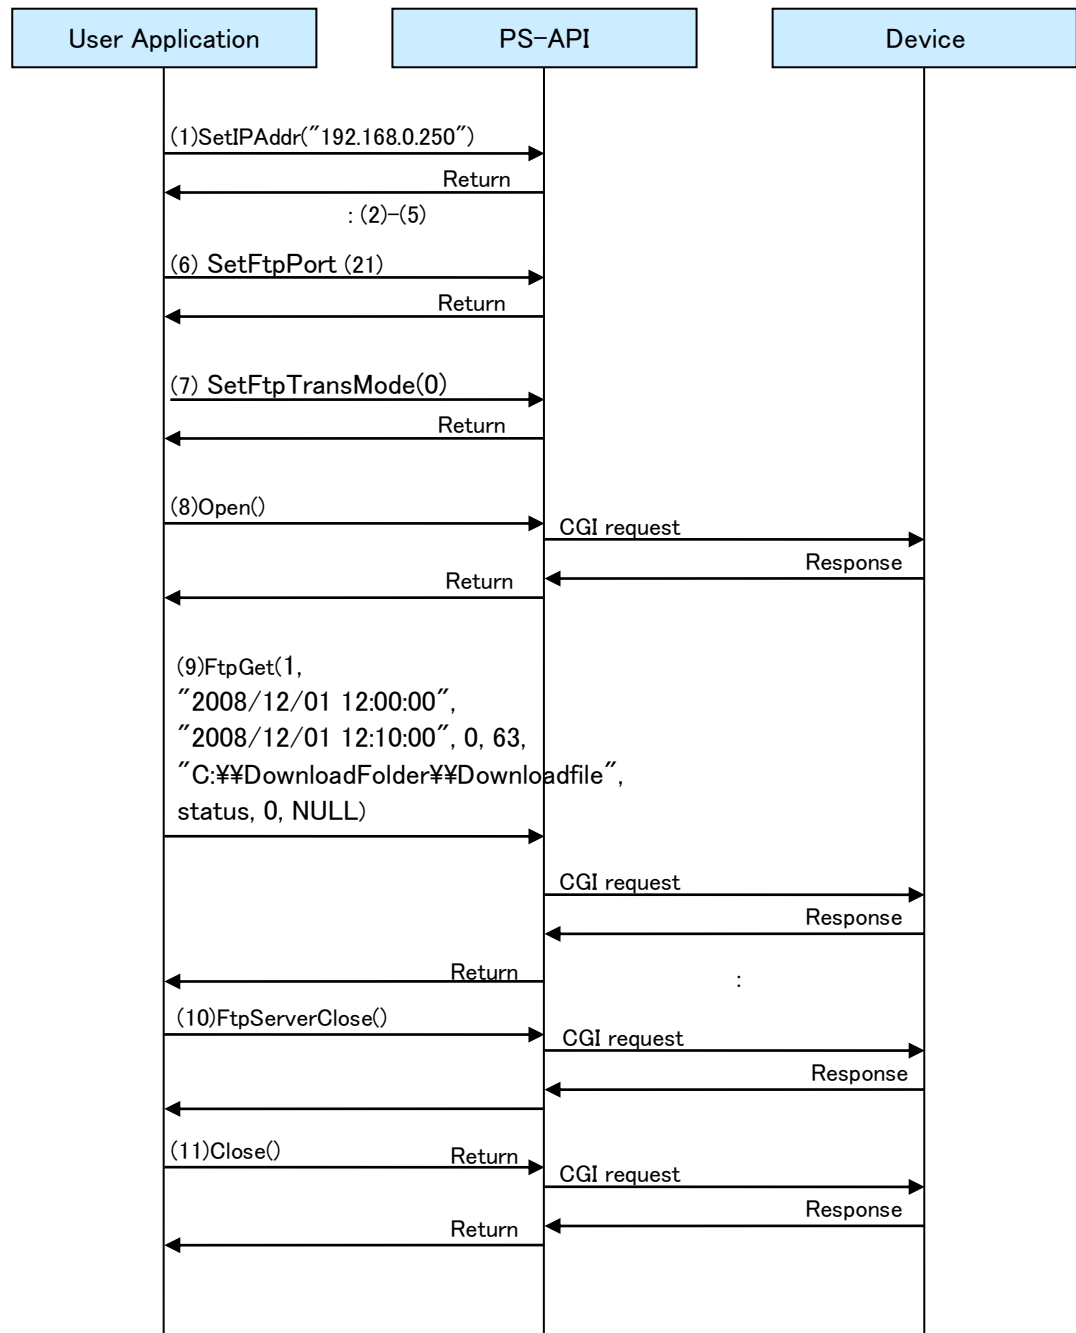 User Application
PS-API
Device
(1)SetIPAddr("192.168.0.250")
Return
: (2)-(5)
(6) SetFtpPort (21)
Return
(7) SetFtpTransMode(0)
Return
(8)Open()
CGI request
Response
Return
(9)FtpGet(1,
"2008/12/01 12:00:00",
"2008/12/01 12:10:00", 0, 63,
"C:¥¥DownloadFolder¥¥Downloadfile",
status, 0, NULL)
CGI request
Response
Return
:
(10)FtpServerClose()
CGI request
Response
(11)Close()
Return
CGI request
Response
Return